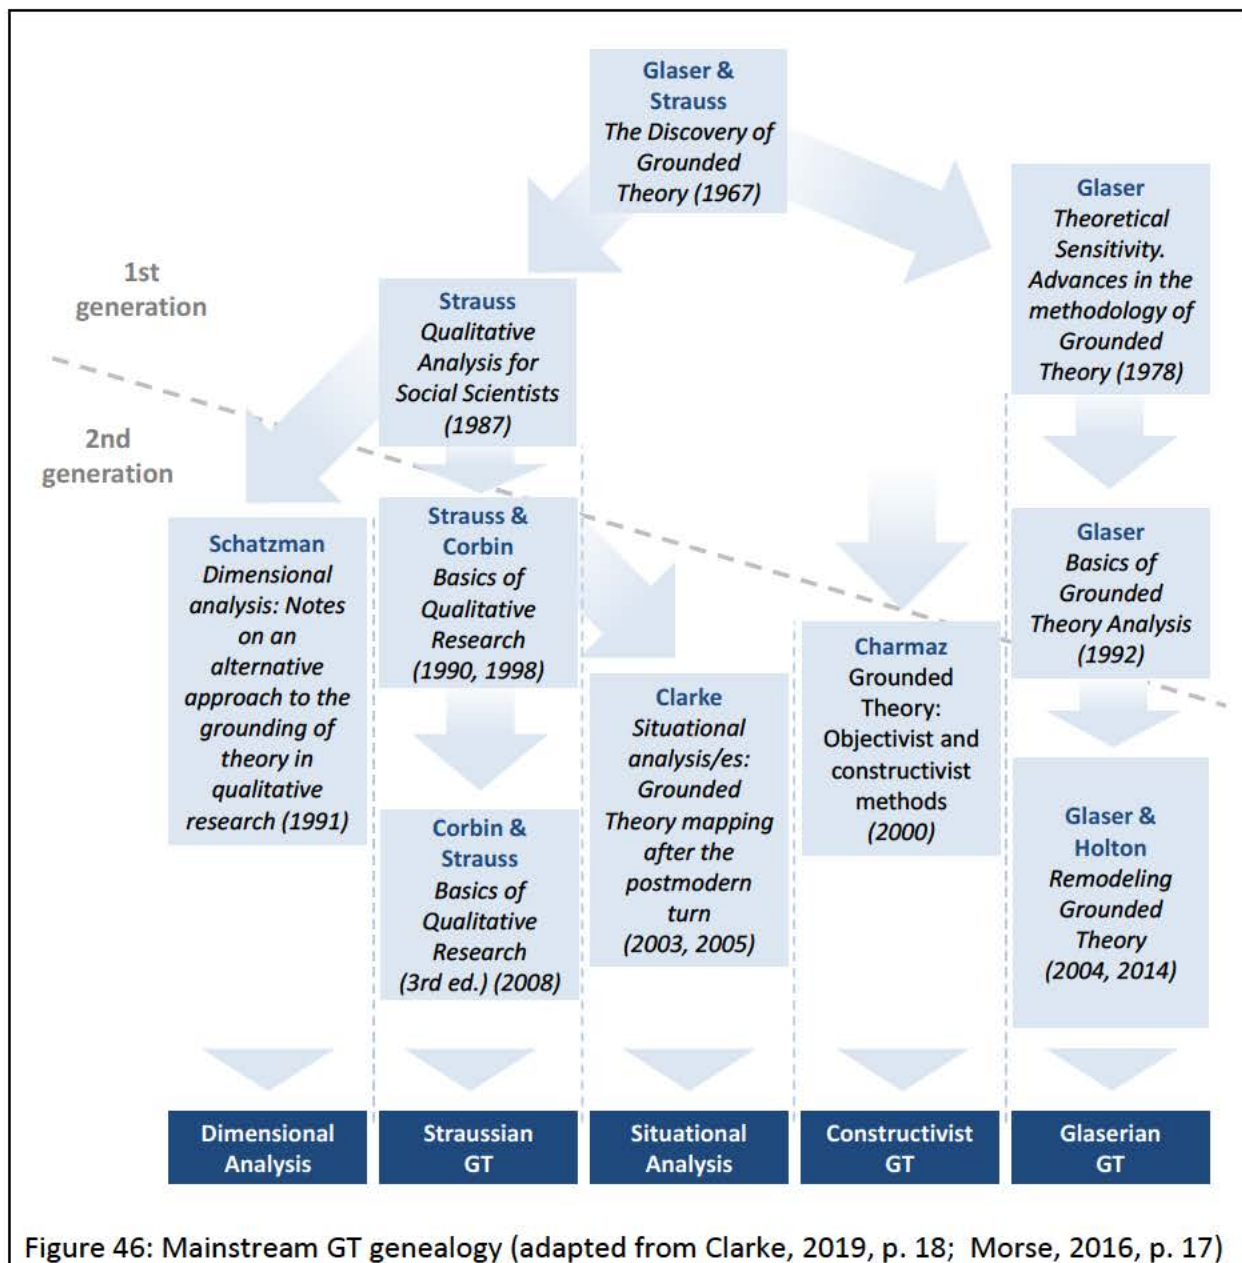 Glaser &
Strauss
The Discovery of
Grounded
Theory (1967)
Glaser
Theoretical
Sensitivity.
Advances in the
methodology of
Grounded
Theory (1978)
1st
generation
Strauss
Qualitative
Analysis for
Social Scientists
(1987)
2nd
generation
Schatzman
Dimensional
analysis: Notes
on an
alternative
approach to the
grounding of
theory in
qualitative
research (1991)
Strauss &
Corbin
Basics of
Qualitative
Research
(1990, 1998)
Corbin &
Strauss
Basics of
Qualitative
Research
(3rd ed.) (2008)
Clarke
Situational
analysis/es:
Grounded
Theory mapping
after the
postmodern
turn
(2003, 2005)
Charmaz
Grounded
Theory:
Objectivist and
constructivist
methods
(2000)
Glaser
Basics of
Grounded
Theory Analysis
(1992)
Glaser &
Holton
Remodeling
Grounded
Theory
(2004, 2014)
Dimensional
Analysis
Straussian
GT
Situational
Analysis
Constructivist
GT
Glaserian
GT
Figure 46: Mainstream GT genealogy (adapted from Clarke, 2019, p. 18; Morse, 2016, p. 17)